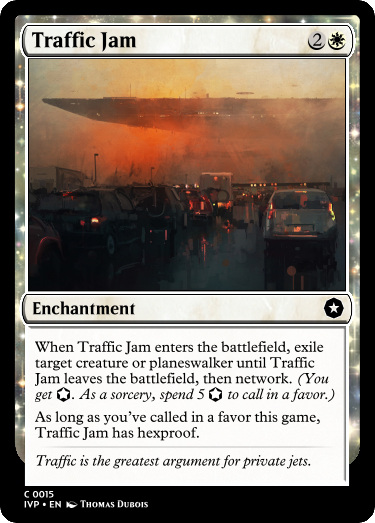 Traffic Jam 2
Enchantment
When Traffic Jam enters the battlefield, exile
target creature or planeswalker until Traffic
Jam leaves the battlefield, then network. (You
get . As a sorcery, spend 5 to call in a favor.)
As long as you've called in a favor this game,
Traffic Jam has hexproof.
Traffic is the greatest argument for private jets.
C 0015
IVP • EN Thomas Dubois